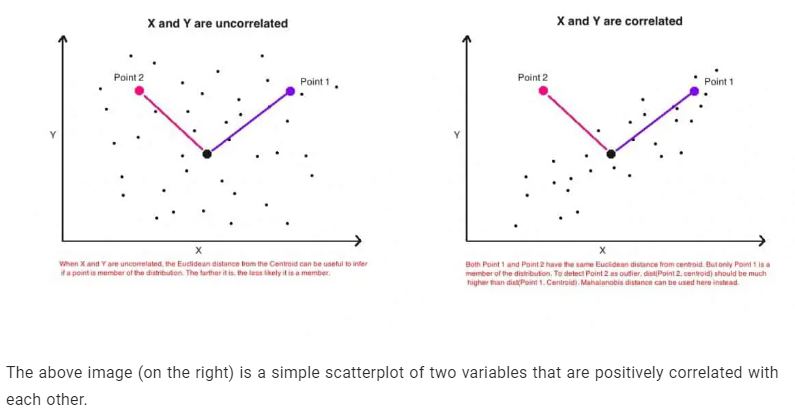 X and Y are uncorrelated
Point 2
Point 1
Y
X
When X and Y are uncorrelated, the Euclidean distance from the Centroid can be useful to infer
if a point is member of the distribution. The farther it is, the less likely it is a member.
X and Y are correlated
Point 2
Point 1
Y
X
Both Point 1 and Point 2 have the same Euclidean distance from centroid. But only Point 1 is a
member of the distribution. To detect Point 2 as outlier, dist(Point 2, centroid) should be much
higher than dist(Point 1, Centroid). Mahalanobis distance can be used here instead.
The above image (on the right) is a simple scatterplot of two variables that are positively correlated with
each other.